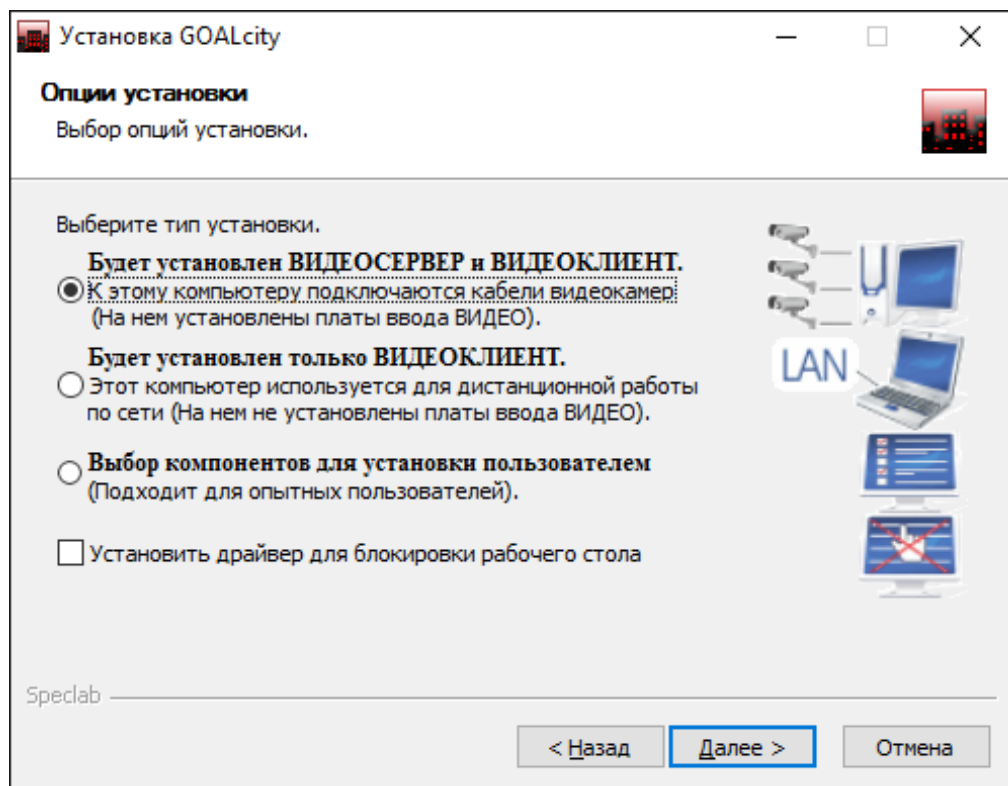 Установка GOALcity
Опции установки
Выбор опций установки.
Выберите тип установки.
Будет установлен ВИДЕОСЕРВЕР и ВИДЕОКЛИЕНТ.
К этому компьютеру подключаются кабели видеокамер
(На нем установлены платы ввода ВИДЕО).
Будет установлен только ВИДЕОКЛИЕНТ.
Этот компьютер используется для дистанционной работы
по сети (На нем не установлены платы ввода ВИДЕО).
LAN
Выбор компонентов для установки пользователем
(Подходит для опытных пользователей).
Установить драйвер для блокировки рабочего стола
Speclab
< Назад
Далее >
Отмена